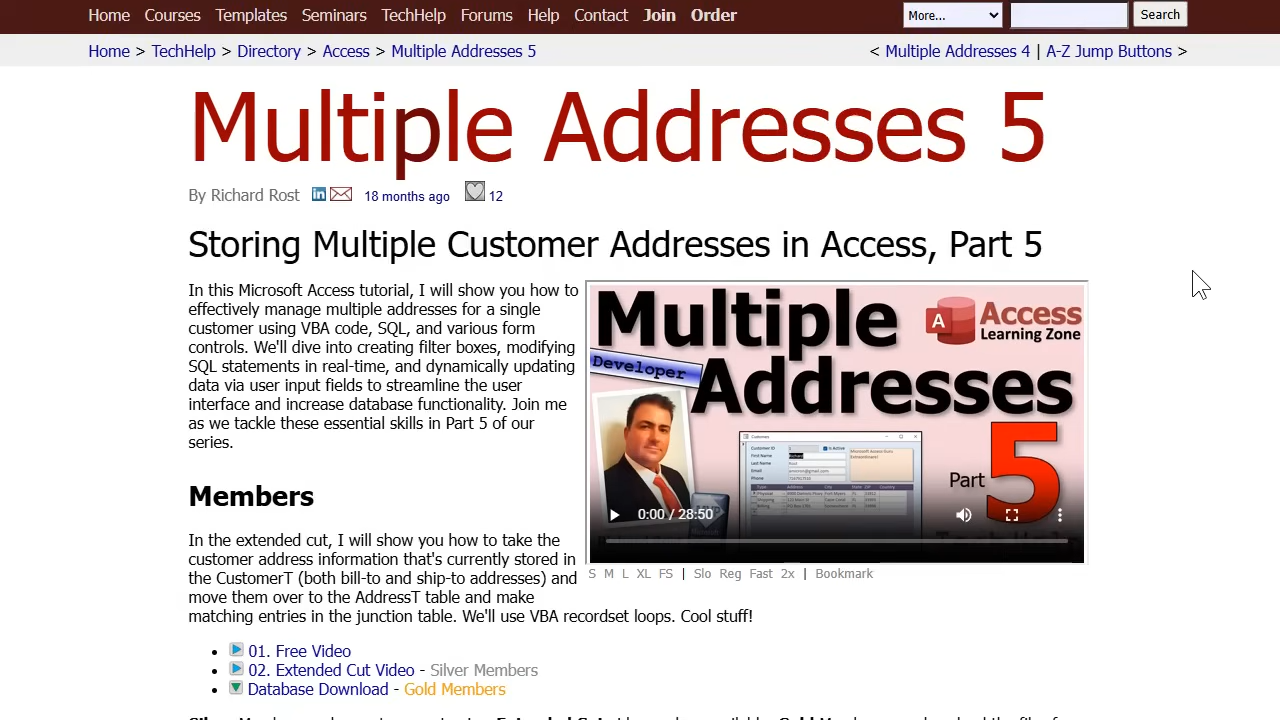 Home Courses Templates Seminars TechHelp Forums Help Contact Join Order More... Search
Home > TechHelp > Directory > Access > Multiple Addresses 5 < Multiple Addresses 4 | A-Z Jump Buttons >
Multiple Addresses 5
By Richard Rost in 18 months ago 12
Storing Multiple Customer Addresses in Access, Part 5
In this Microsoft Access tutorial, I will show you how to
effectively manage multiple addresses for a single
customer using VBA code, SQL, and various form
controls. We'll dive into creating filter boxes, modifying
SQL statements in real-time, and dynamically updating
data via user input fields to streamline the user
interface and increase database functionality. Join me
as we tackle these essential skills in Part 5 of our
series.
Multiple
A Access
Learning Zone
Developer
Addresses
Customers
Customer ID
First Name
Last Name
Email
Phone
Part 5
0:00 / 28:50
S M L XL FS | Slo Reg Fast 2x | Bookmark
Members
In the extended cut, I will show you how to take the
customer address information that's currently stored in
the CustomerT (both bill-to and ship-to addresses) and
move them over to the AddressT table and make
matching entries in the junction table. We'll use VBA recordset loops. Cool stuff!
• 01. Free Video
• 02. Extended Cut Video - Silver Members
• Database Download - Gold Members